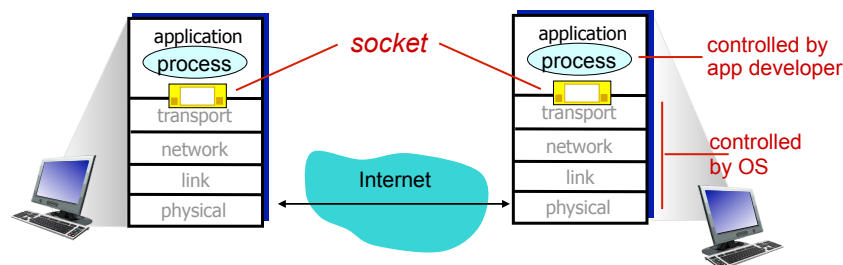 application
process
transport
network
link
physical
socket
Internet
application
process
transport
network
link
physical
controlled by
app developer
controlled
by OS